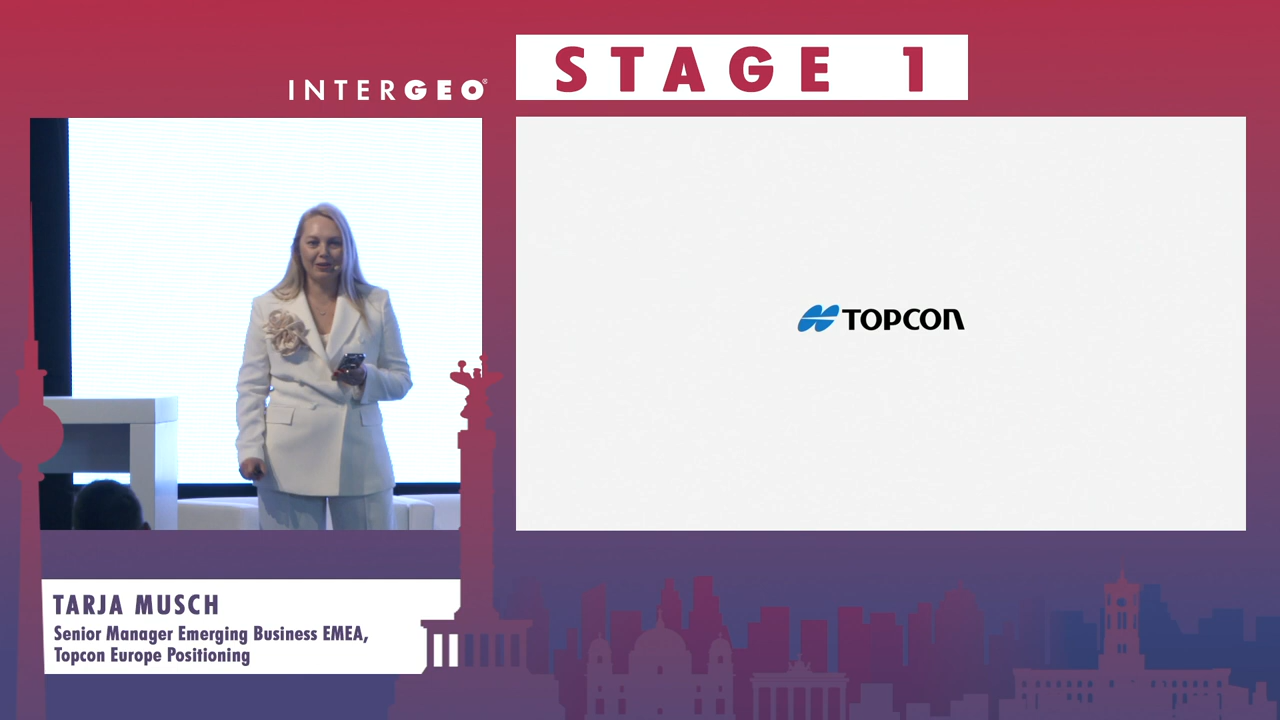 INTERGEO®
STAGE 1
TOPCON
TARJA MUSCH
Senior Manager Emerging Business EMEA,
Topcon Europe Positioning